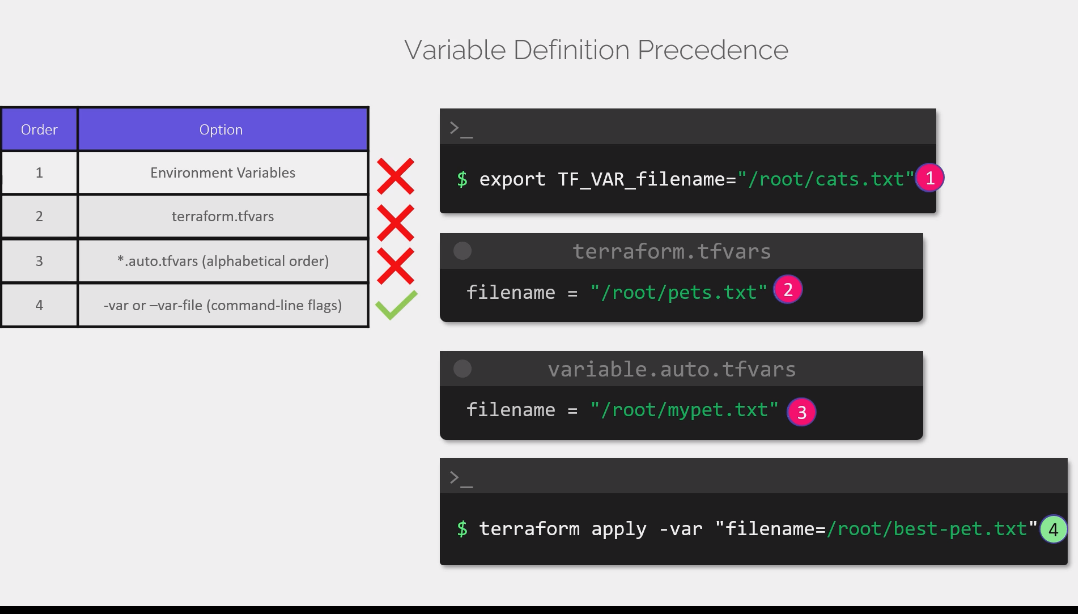 Variable Definition Precedence
Order Option
1 Environment Variables
2 terraform.tfvars
3 *.auto.tfvars (alphabetical order)
4 -var or –var-file (command-line flags)
>_
$ export TF_VAR_filename="/root/cats.txt" 1
terraform.tfvars
filename = "/root/pets.txt" 2
variable.auto.tfvars
filename = "/root/mypet.txt" 3
>_
$ terraform apply -var "filename=/root/best-pet.txt" 4